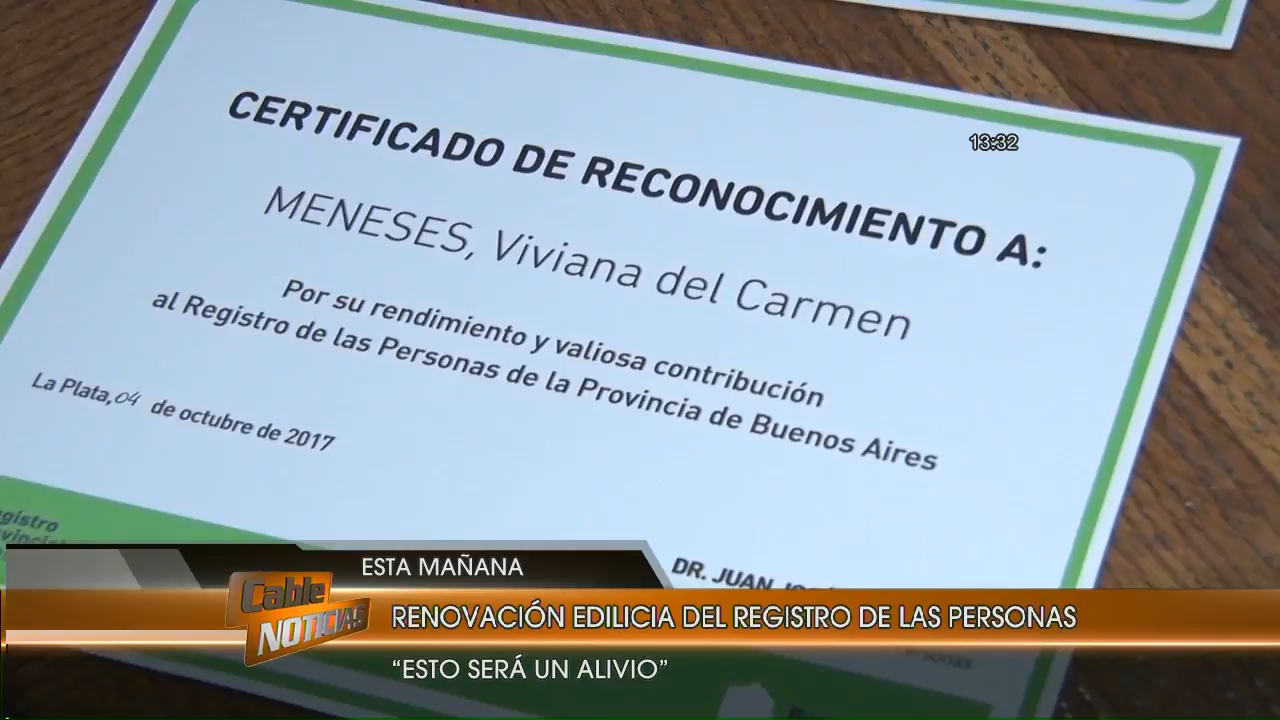 CERTIFICADO DE RECONOCIMIENTO A:
13:32
MENESES, Viviana del Carmen
Por su rendimiento y valiosa contribución
al Registro de las Personas de la Provincia de Buenos Aires
La Plata, 04 de octubre de 2017
DR. JUAN
ESTA MAÑANA
Cable
NOTICIAS
RENOVACIÓN EDILICIA DEL REGISTRO DE LAS PERSONAS
“ESTO SERÁ UN ALIVIO”